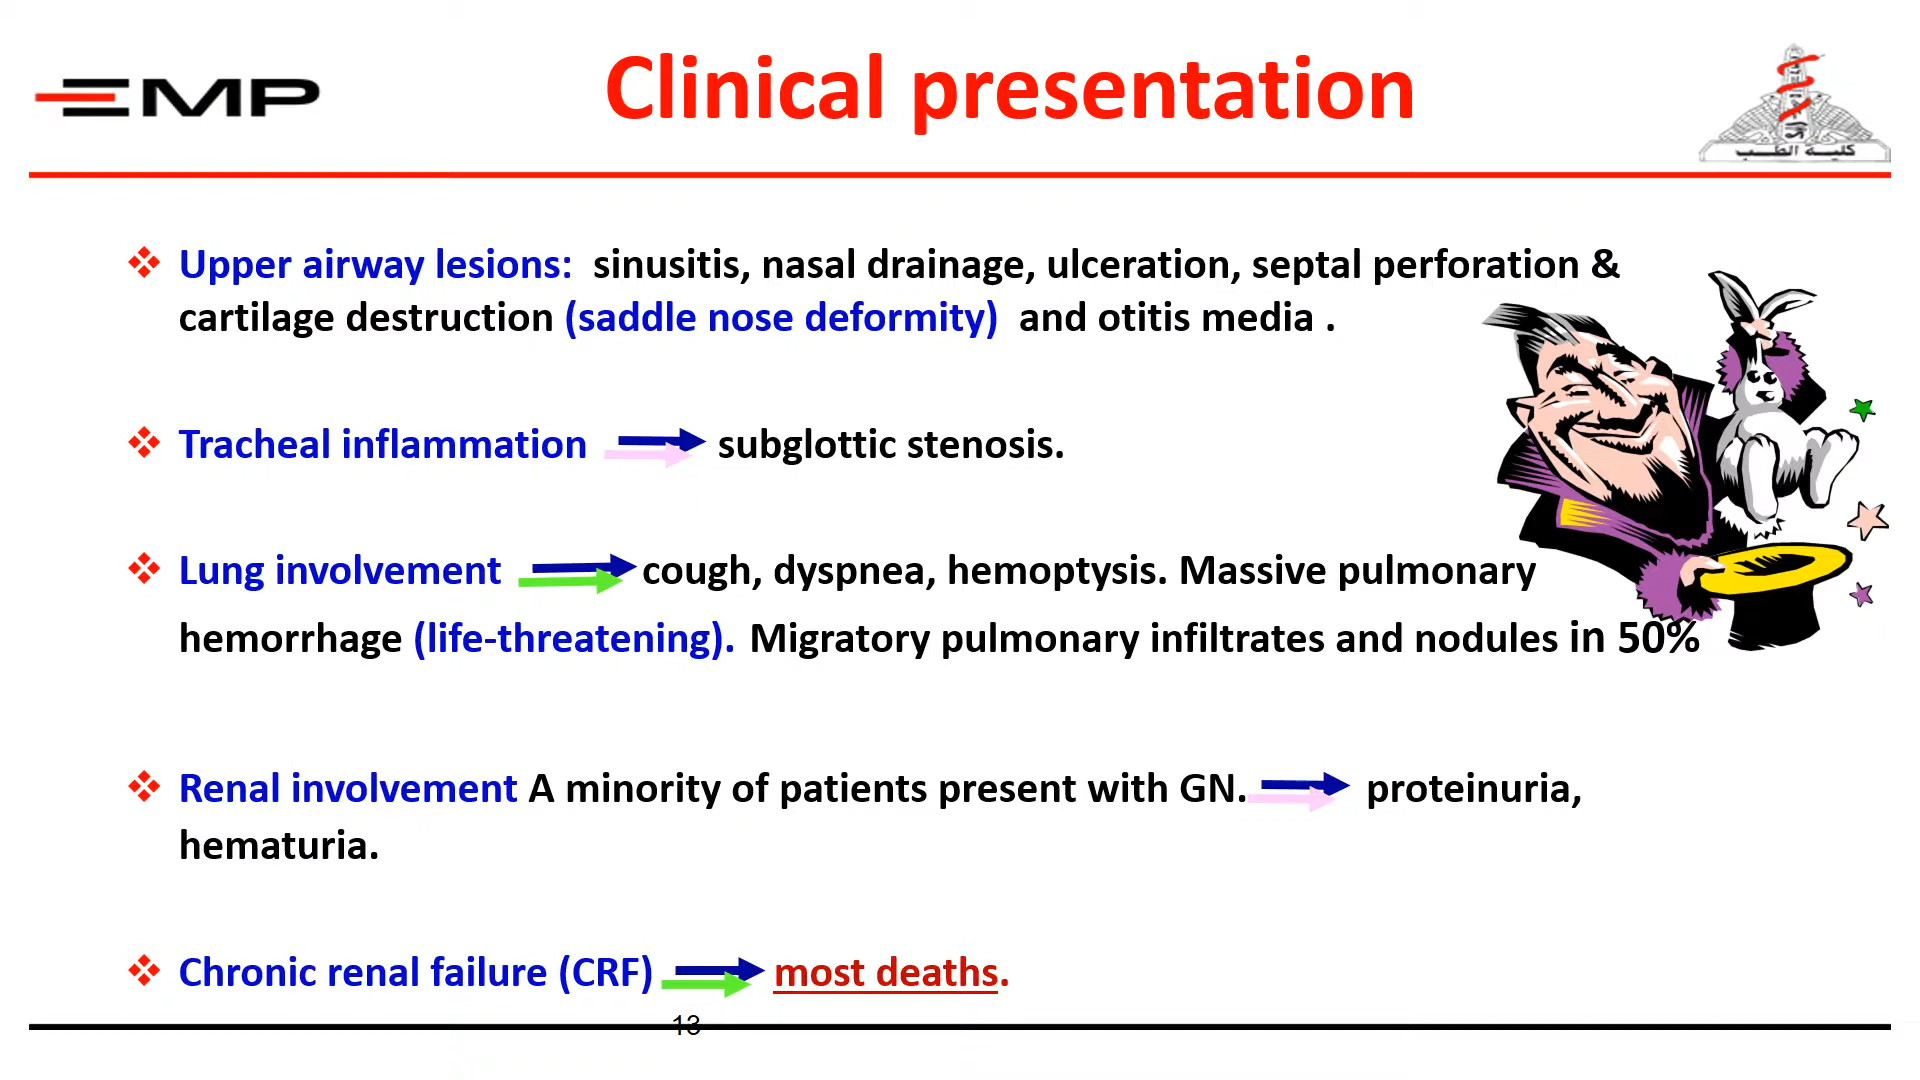 EMP
Clinical presentation
كلية الطب
Upper airway lesions: sinusitis, nasal drainage, ulceration, septal perforation &
cartilage destruction (saddle nose deformity) and otitis media .
Tracheal inflammation subglottic stenosis.
Lung involvement cough, dyspnea, hemoptysis. Massive pulmonary
hemorrhage (life-threatening). Migratory pulmonary infiltrates and nodules in 50%
Renal involvement A minority of patients present with GN. proteinuria,
hematuria.
Chronic renal failure (CRF) most deaths.
13